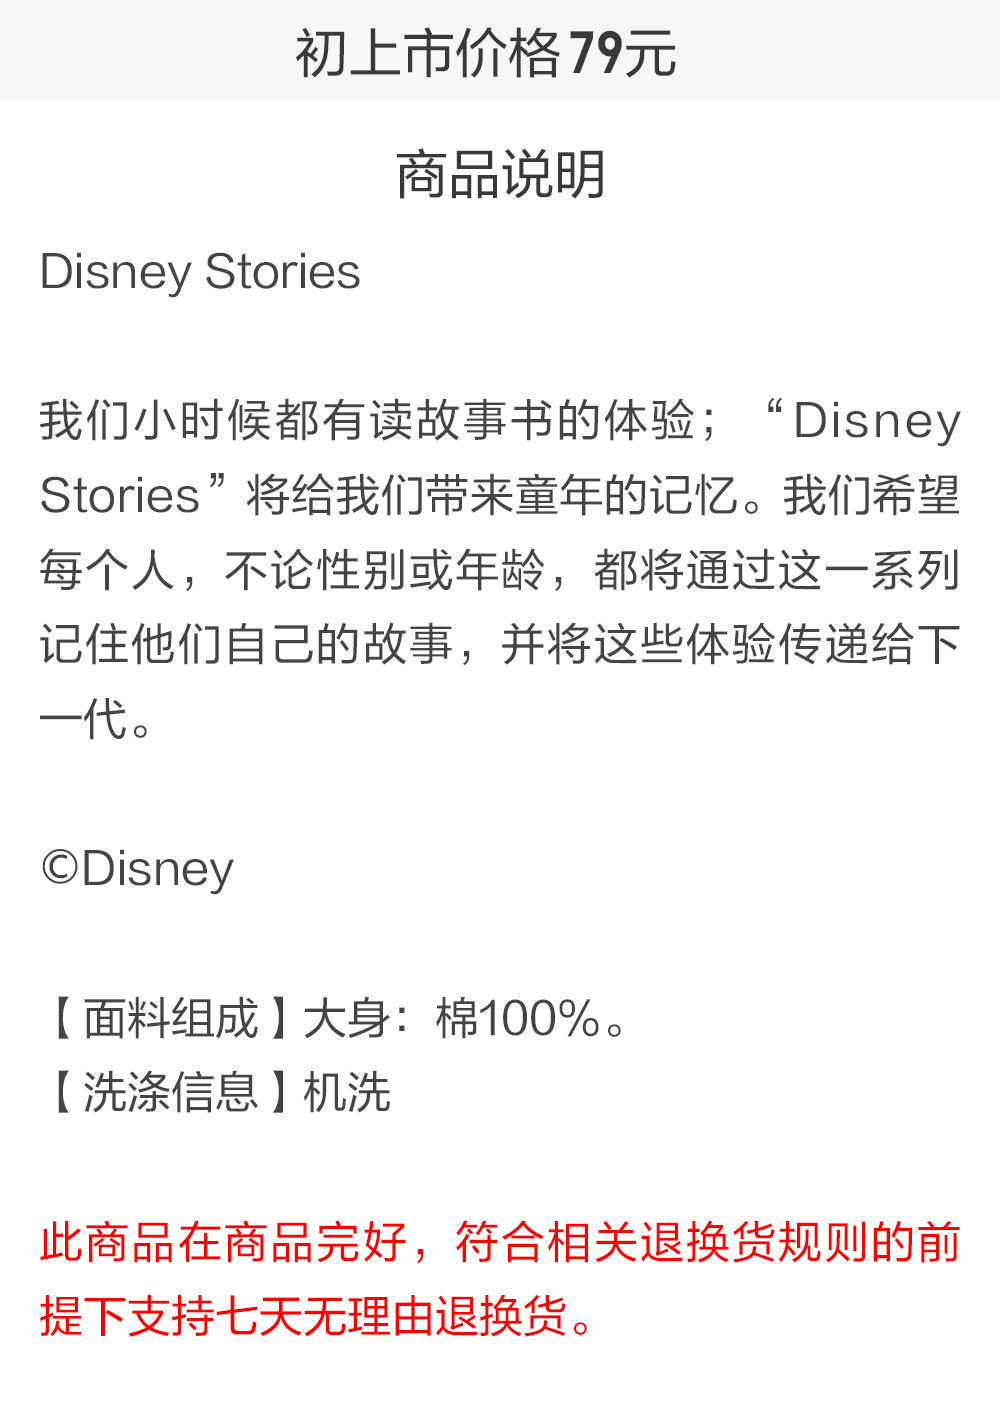 初上市价格79元
商品说明
Disney Stories
我们小时候都有读故事书的体验；“Disney
Stories”将给我们带来童年的记忆。我们希望
每个人，不论性别或年龄，都将通过这一系列
记住他们自己的故事，并将这些体验传递给下
一代。
©Disney
【面料组成】大身：棉100%。
【洗涤信息】机洗
此商品在商品完好，符合相关退换货规则的前
提下支持七天无理由退换货。